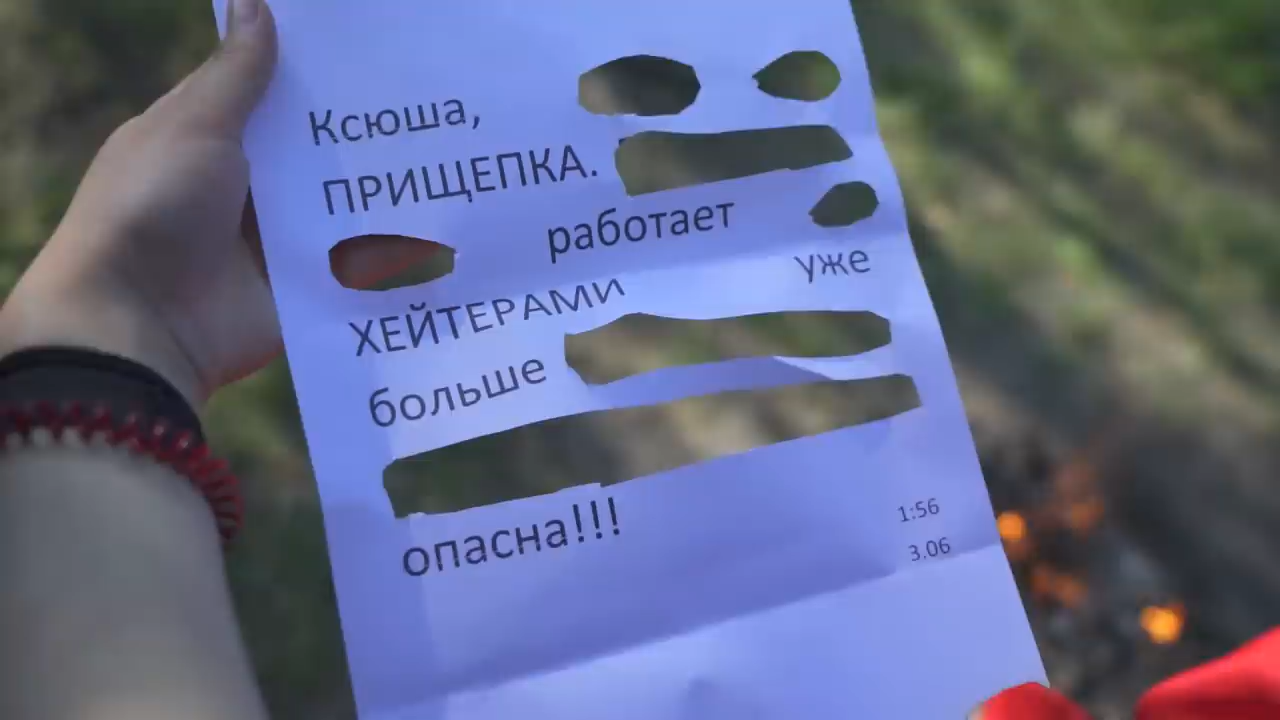 Ксюша,
ПРИЩЕПКА.
работает
ХЕЙТЕРАМИ уже
больше
опасна!!!
1:56
3.06